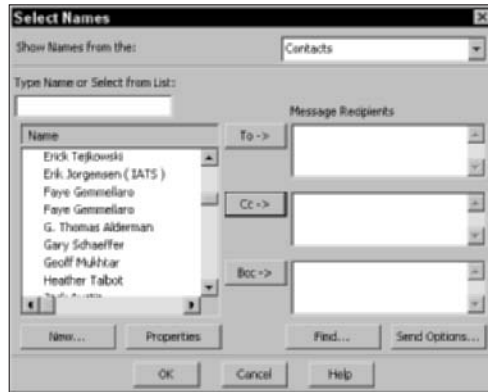 Select Names
Show Names from the: Contacts
Type Name or Select from List:
Message Recipients
Name
To ->
Erick Tejkowski
Erik Jorgensen ( IATS )
Faye Gemmellaro
Faye Gemmellaro
Cc ->
G. Thomas Alderman
Gary Schaeffer
Geoff Mukhtar
Heather Talbot
Bcc ->
Jack Austin
New... Properties Find... Send Options...
OK Cancel Help